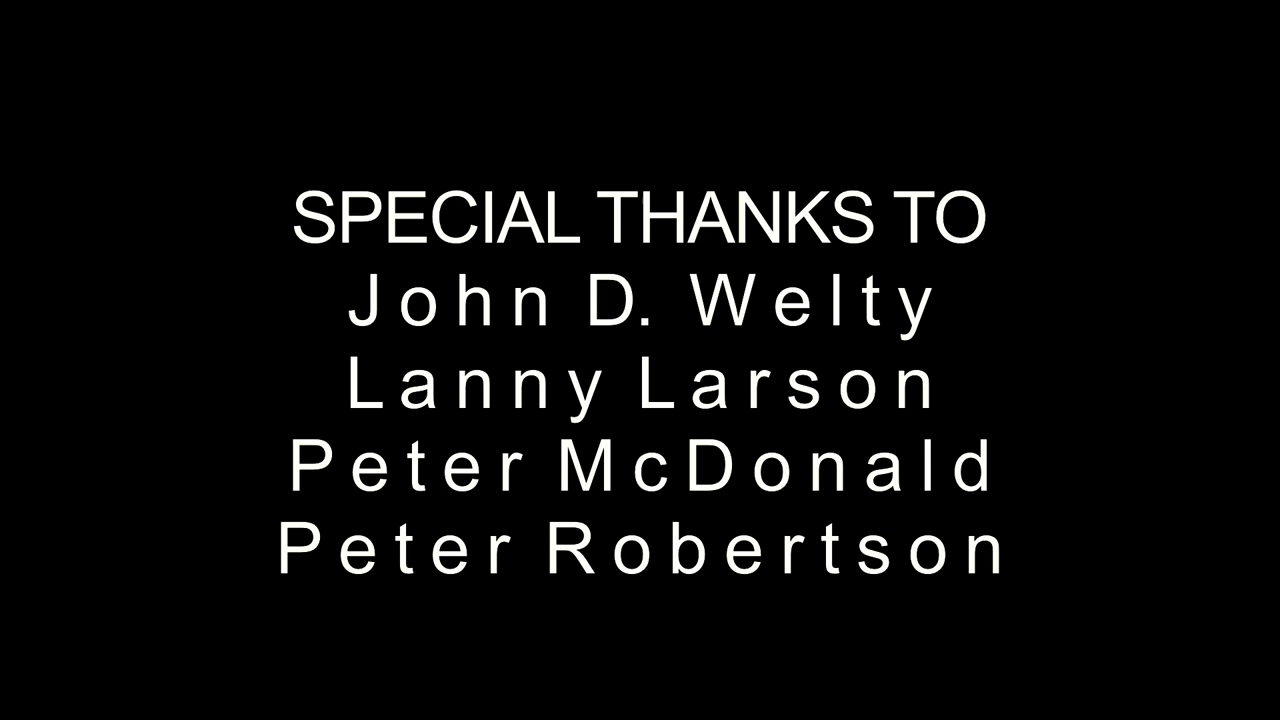 SPECIAL THANKS TO
John D. Welty
Lanny Larson
Peter McDonald
Peter Robertson